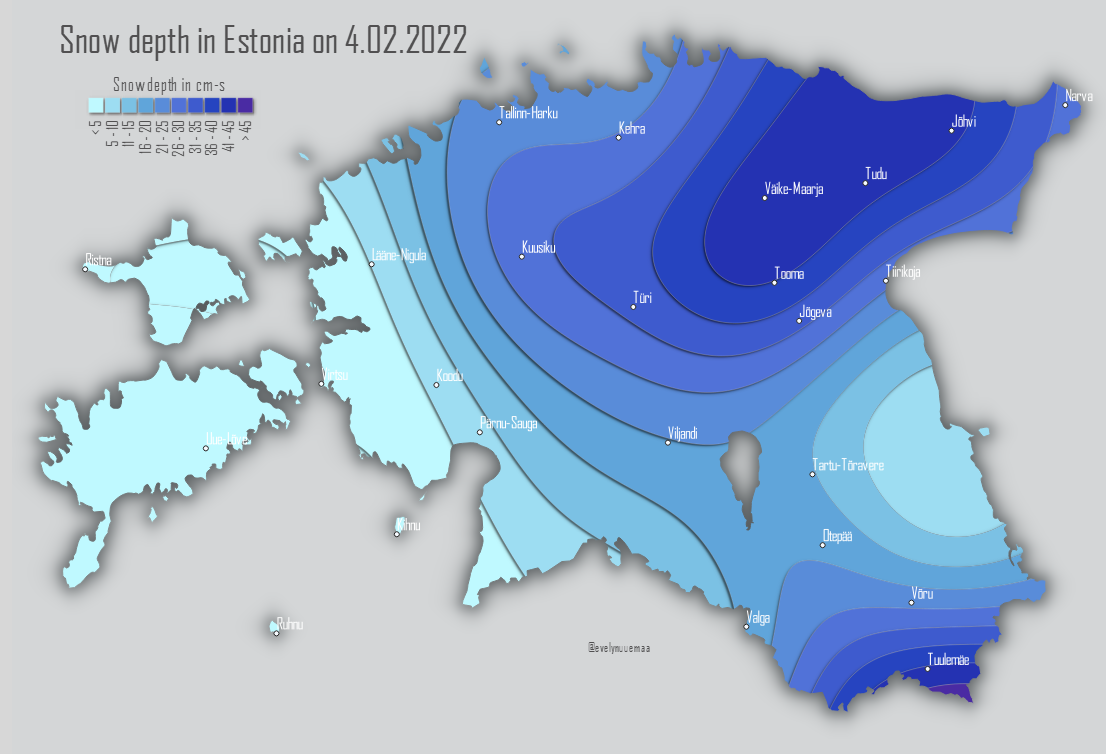 Snow depth in Estonia on 4.02.2022
Snow depth in cm-s
< 5
5 - 10
11 - 15
16 - 20
21 - 25
26 - 30
31 - 35
36 - 40
41 - 45
> 45
Narva
Tallinn-Harku
Kehra
Jõhvi
Tudu
Väike-Maarja
Kuusiku
Lääne-Nigula
Ristna
Tiirikoja
Tooma
Türi
Jõgeva
Virtsu
Koodu
Pärnu-Sauga
Viljandi
Tartu-Tõravere
Kihnu
Otepää
Võru
Valga
Ruhnu
Tuulemäe
@evelynuuemaa